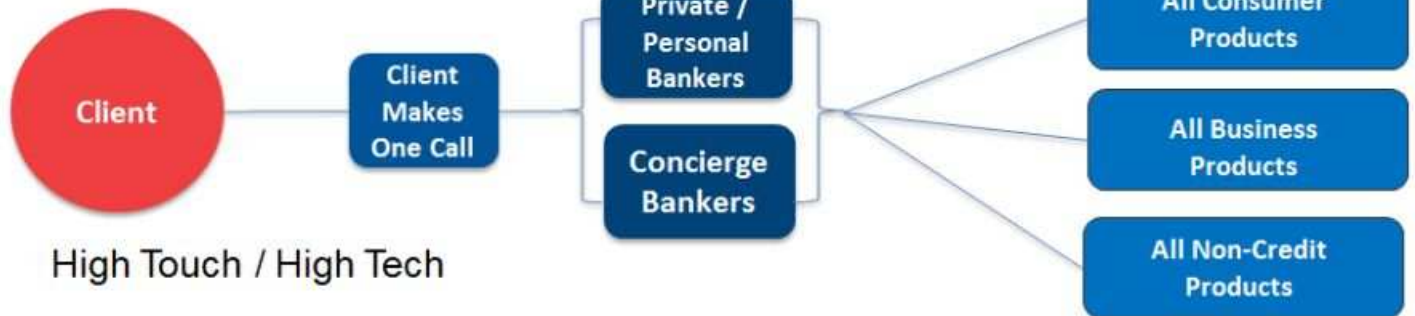 Client
Client
Makes
One Call
Private /
Personal
Bankers
Concierge
Bankers
All Consumer
Products
All Business
Products
All Non-Credit
Products
High Touch / High Tech